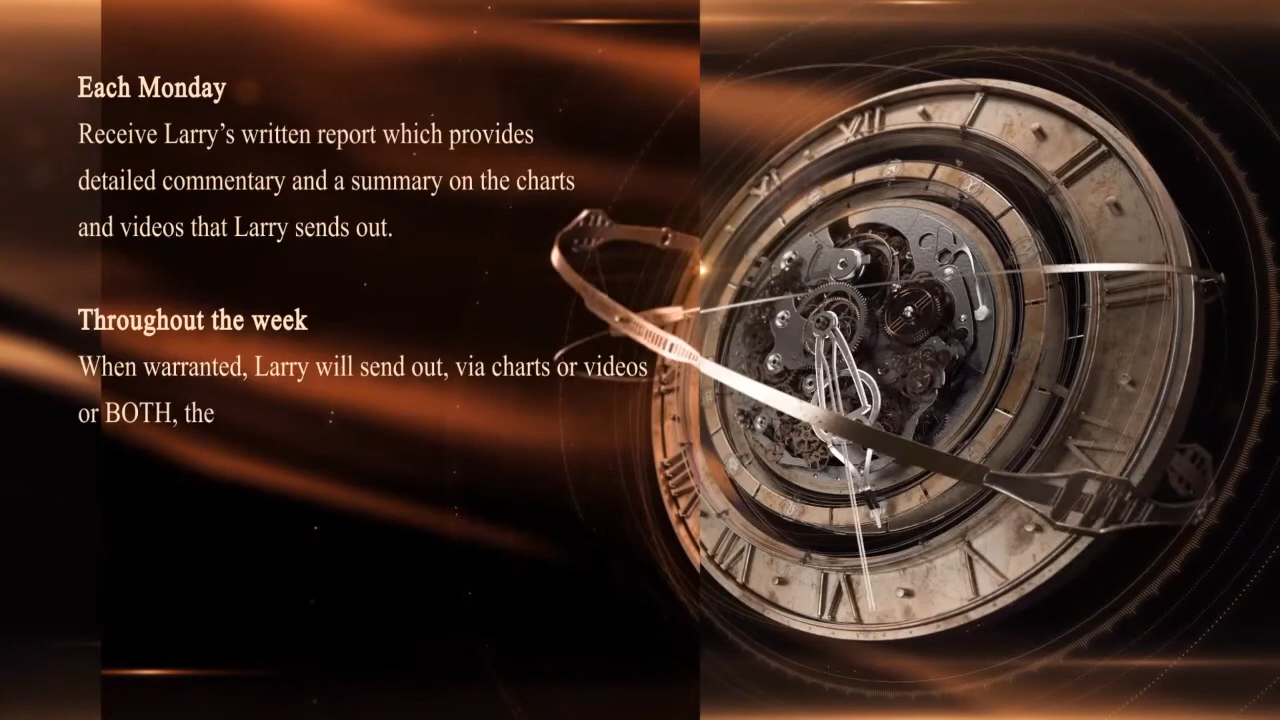 Each Monday
Receive Larry’s written report which provides
detailed commentary and a summary on the charts
and videos that Larry sends out.
Throughout the week
When warranted, Larry will send out, via charts or videos
or BOTH, the